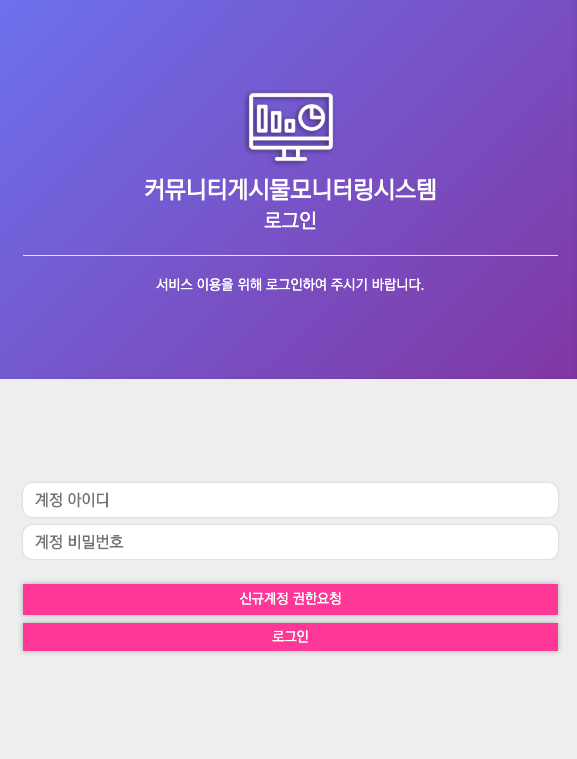 커뮤니티게시물모니터링시스템
로그인
서비스 이용을 위해 로그인하여 주시기 바랍니다.
계정 아이디
계정 비밀번호
신규계정 권한요청
로그인